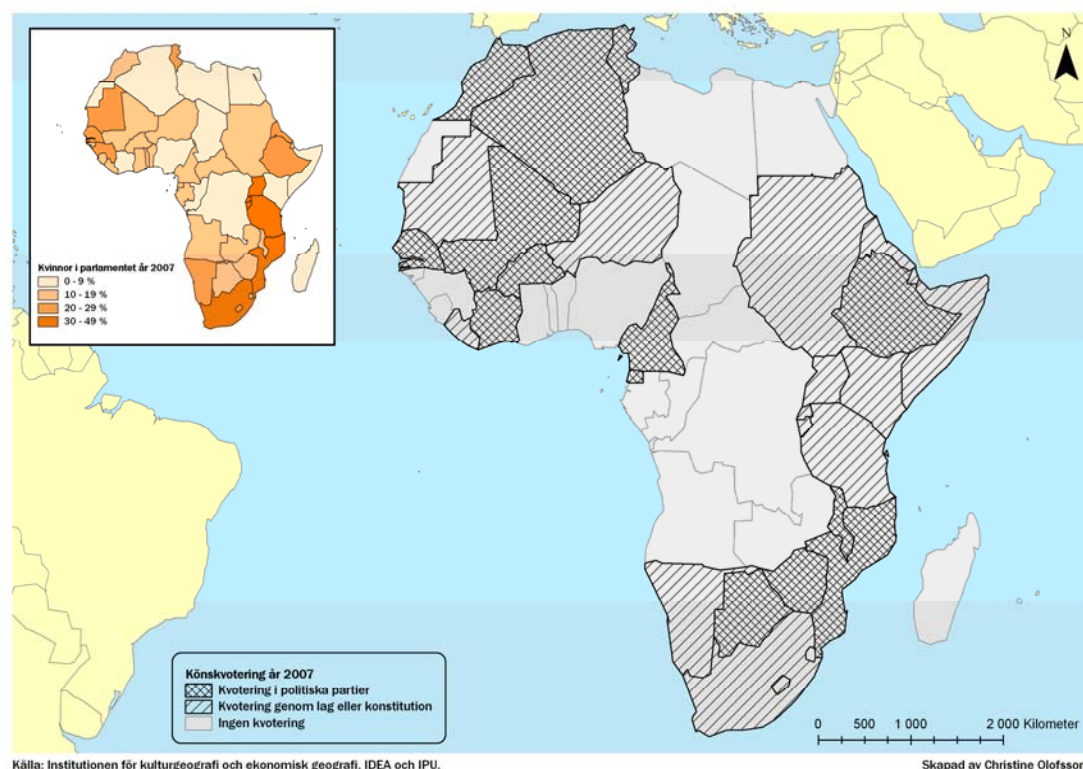 N
Kvinnor i parlamentet år 2007
0 - 9 %
10 - 19 %
20 - 29 %
30 - 49 %
Könskvotering år 2007
Kvotering i politiska partier
Kvotering genom lag eller konstitution
Ingen kvotering
0 500 1 000 2 000 Kilometer
Källa: Institutionen för kulturgeografi och ekonomisk geografi, IDEA och IPU.
Skapad av Christine Olofsson